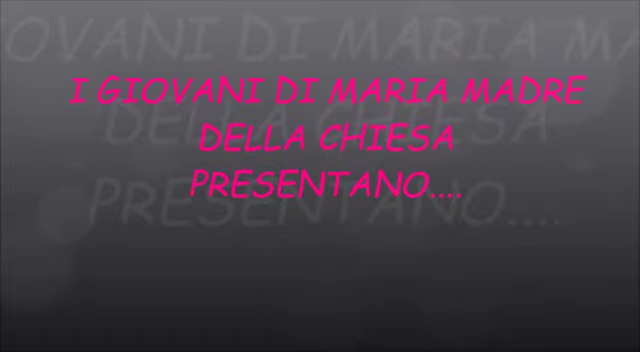 I GIOVANI DI MARIA MADRE
DELLA CHIESA
PRESENTANO....